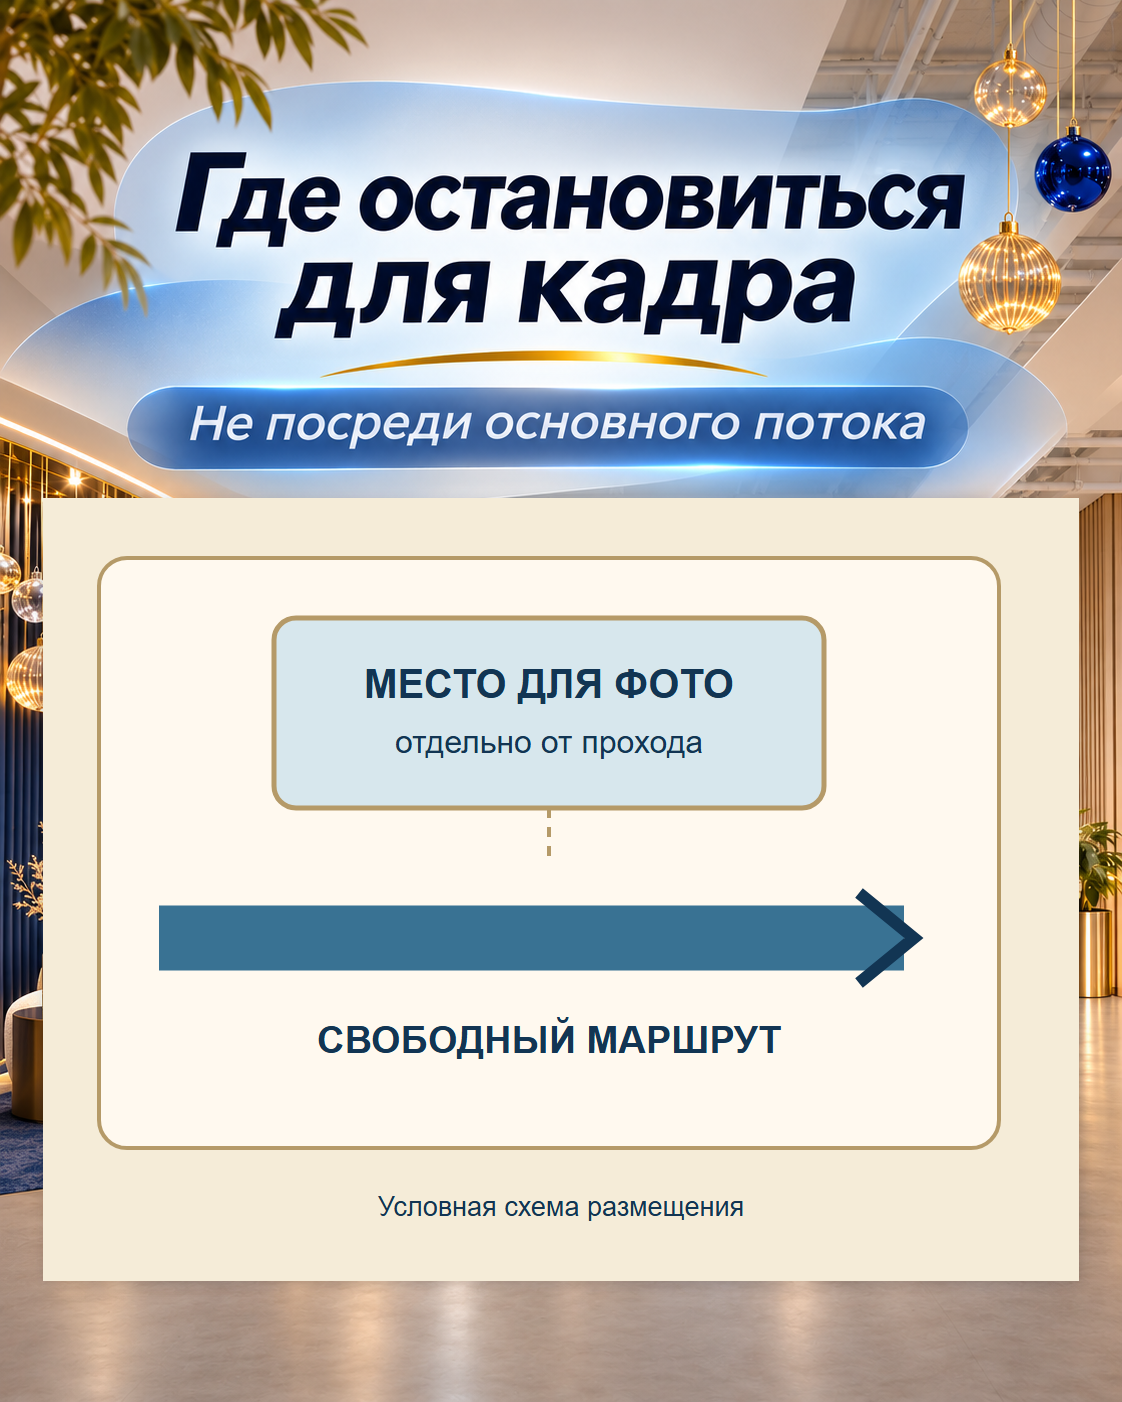 Где остановиться
для кадра
Не посреди основного потока
МЕСТО ДЛЯ ФОТО
отдельно от прохода
СВОБОДНЫЙ МАРШРУТ
Условная схема размещения